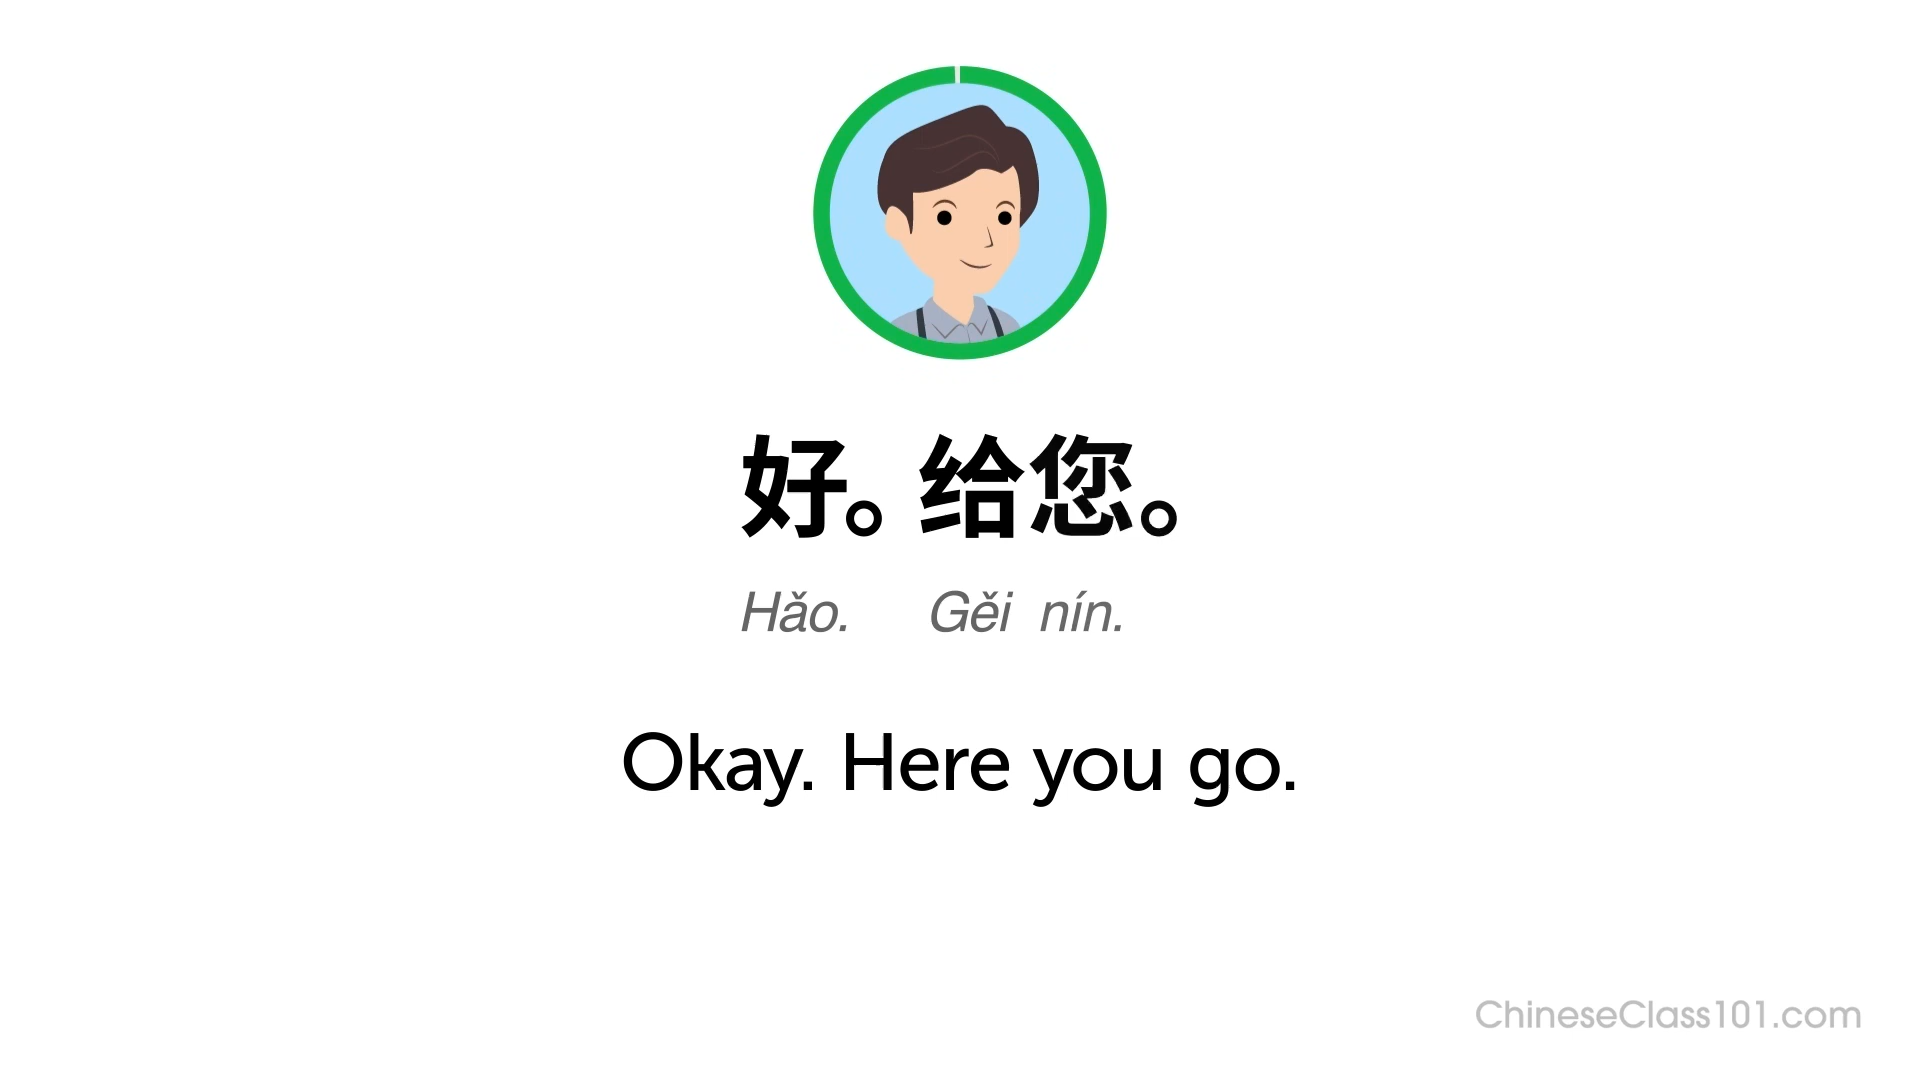 好。给您。
Hǎo. Gěi nín.
Okay. Here you go.
ChineseClass101.com